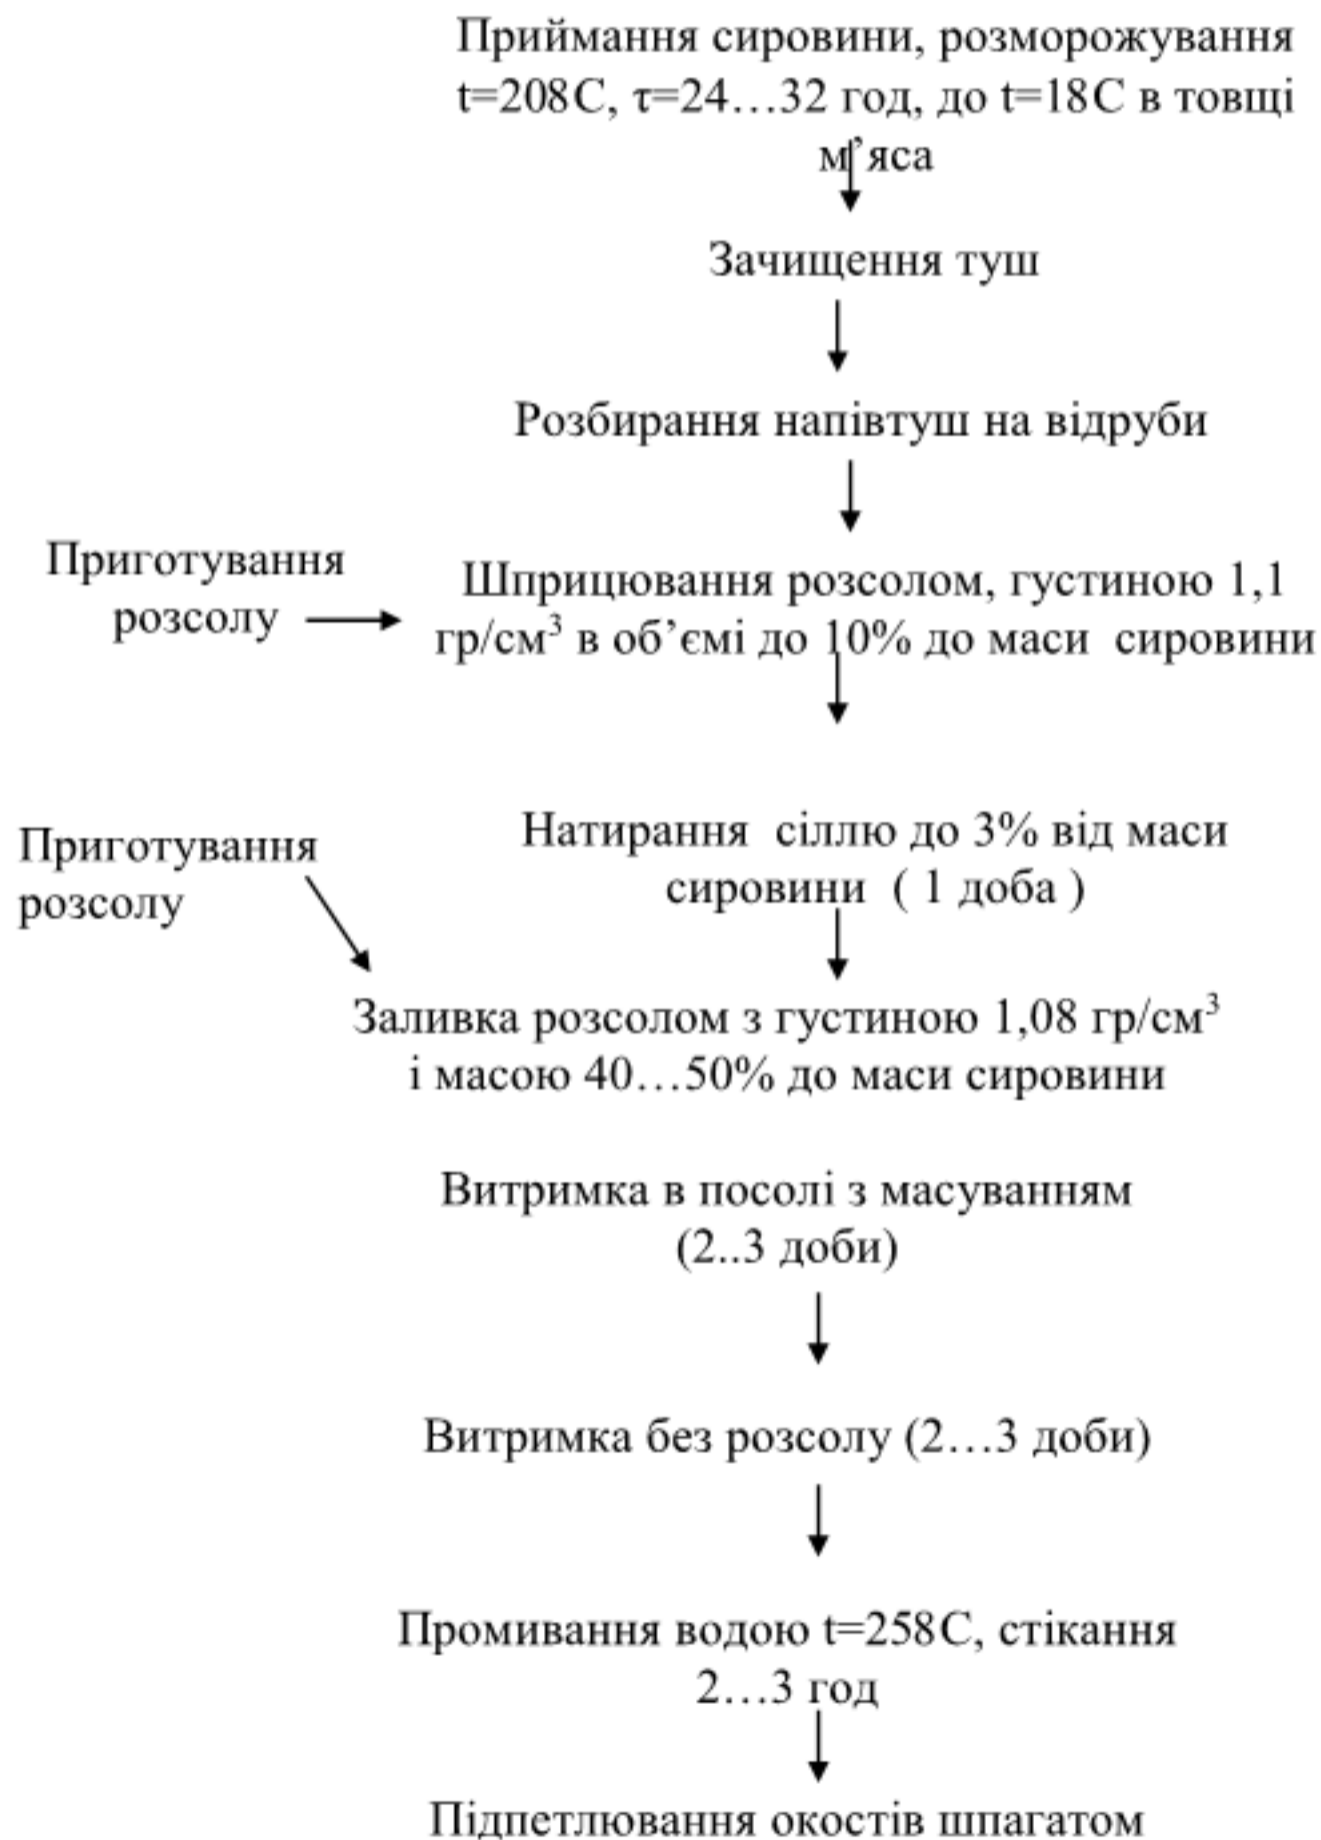 Приймання сировини, розморожування
t=208С, τ=24…32 год, до t=18С в товщі
м’яса
Зачищення туш
Розбирання напівтуш на відруби
Приготування
розсолу
Шприцювання розсолом, густиною 1,1
гр/см³ в об’ємі до 10% до маси сировини
Натирання сіллю до 3% від маси
сировини ( 1 доба )
Приготування
розсолу
Заливка розсолом з густиною 1,08 гр/см³
і масою 40…50% до маси сировини
Витримка в посолі з масуванням
(2..3 доби)
Витримка без розсолу (2…3 доби)
Промивання водою t=258С, стікання
2…3 год
Підпетлювання окостів шпагатом